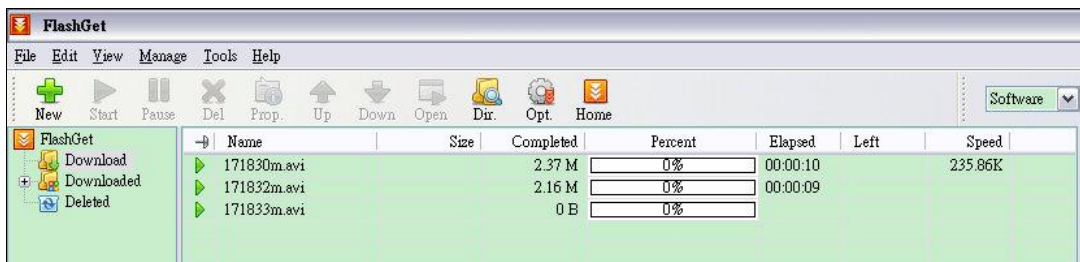 FlashGet
File Edit View Manage Tools Help
New Start Pause Del Prop. Up Down Open Dir. Opt. Home Software
FlashGet
Download
Downloaded
Deleted
Name Size Completed Percent Elapsed Left Speed
171830m.avi 2.37 M 0% 00:00:10 235.86K
171832m.avi 2.16 M 0% 00:00:09
171833m.avi 0 B 0%